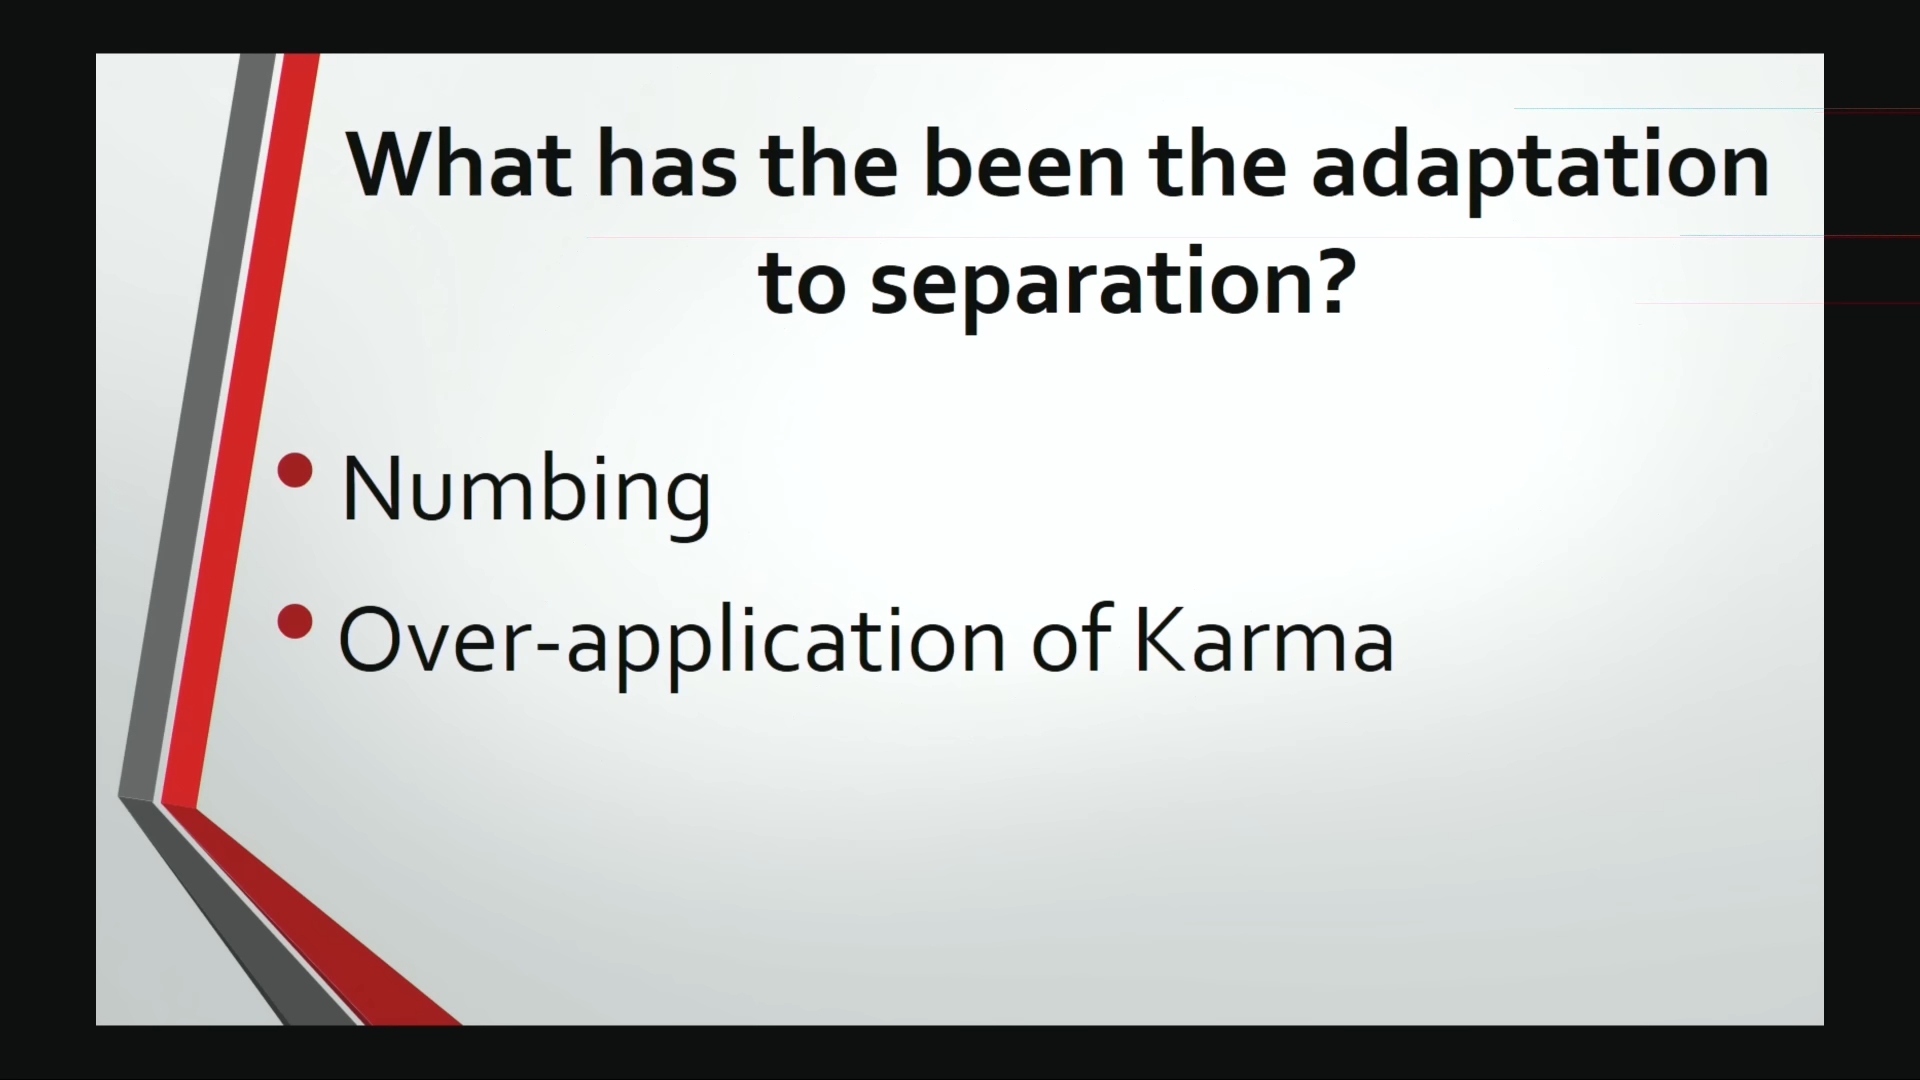 What has the been the adaptation
to separation?
• Numbing
• Over-application of Karma